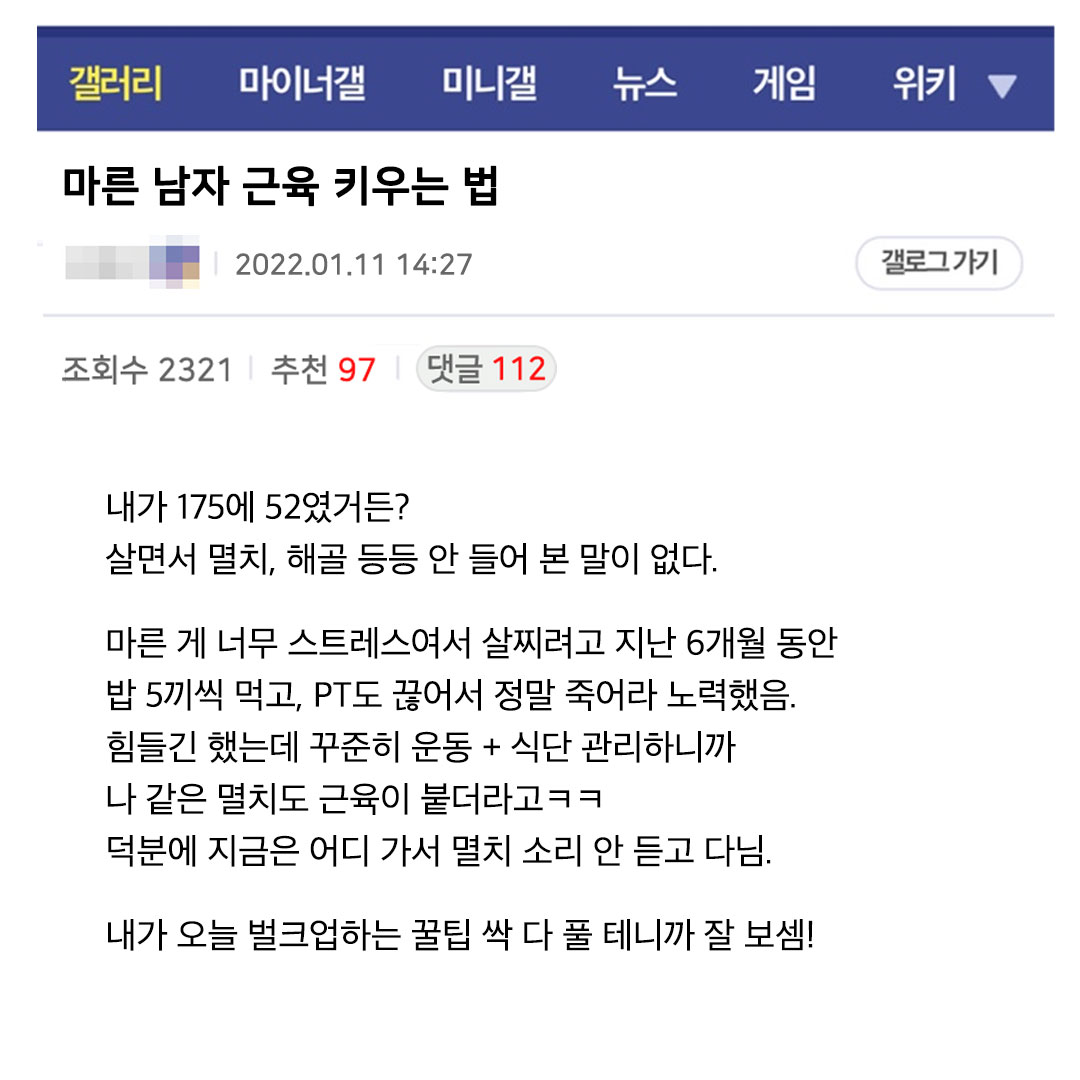 갤러리 마이너갤 미니갤 뉴스 게임 위키
마른 남자 근육 키우는 법
2022.01.11 14:27 갤로그 가기
조회수 2321 추천 97 댓글 112
내가 175에 52였거든?
살면서 멸치, 해골 등등 안 들어 본 말이 없다.
마른 게 너무 스트레스여서 살찌려고 지난 6개월 동안
밥 5끼씩 먹고, PT도 끊어서 정말 죽어라 노력했음.
힘들긴 했는데 꾸준히 운동 + 식단 관리하니까
나 같은 멸치도 근육이 붙더라고ㅋㅋ
덕분에 지금은 어디 가서 멸치 소리 안 듣고 다님.
내가 오늘 벌크업하는 꿀팁 싹 다 풀 테니까 잘 보셈!